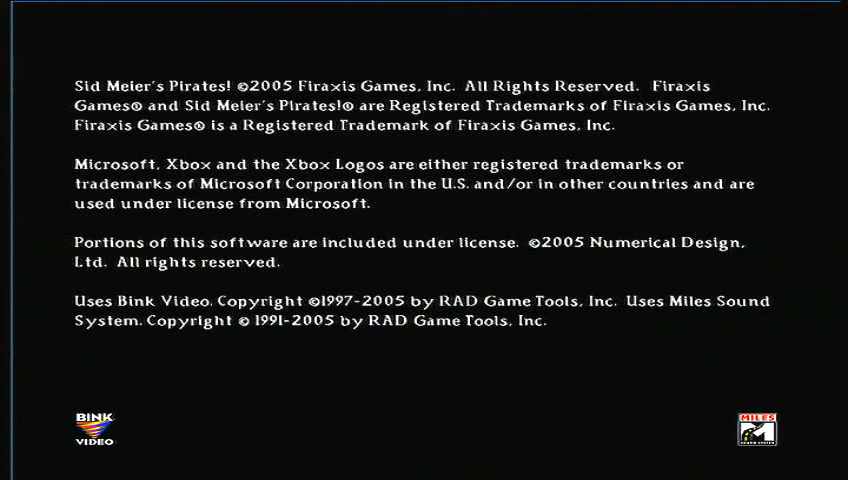 Sid Meier's Pirates! ©2005 Firaxis Games, Inc. All Rights Reserved. Firaxis
Games® and Sid Meier's Pirates!® are Registered Trademarks of Firaxis Games, Inc.
Firaxis Games® is a Registered Trademark of Firaxis Games, Inc.
Microsoft, Xbox and the Xbox Logos are either registered trademarks or
trademarks of Microsoft Corporation in the U.S. and/or in other countries and are
used under license from Microsoft.
Portions of this software are included under license. ©2005 Numerical Design,
Ltd. All rights reserved.
Uses Bink Video. Copyright ©1997-2005 by RAD Game Tools, Inc. Uses Miles Sound
System. Copyright © 1991-2005 by RAD Game Tools, Inc.
BINK
VIDEO
MILES